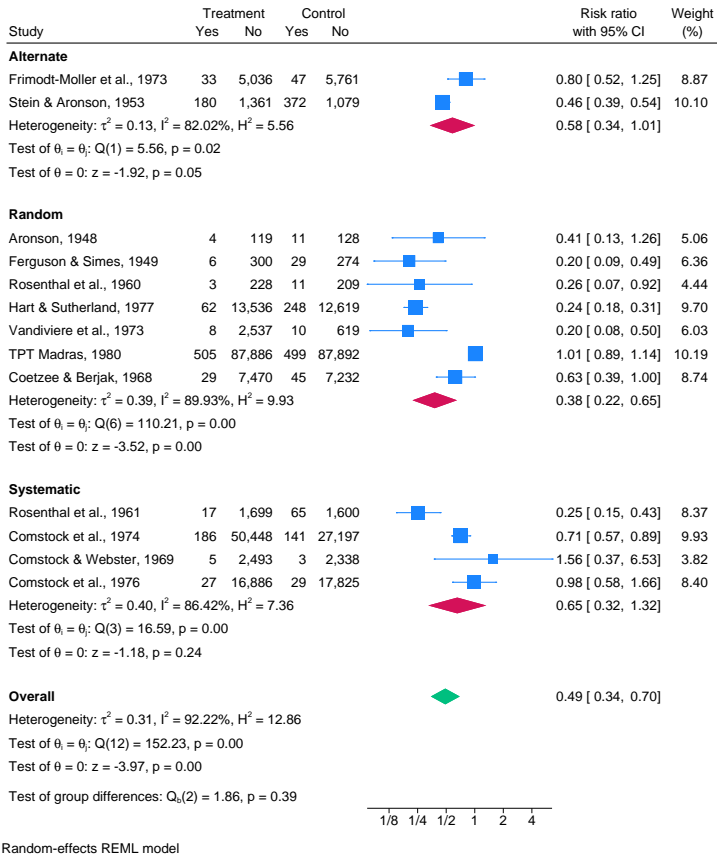 Treatment Control Risk ratio Weight
Study Yes No Yes No with 95% CI (%)
Alternate
Frimodt-Moller et al., 1973 33 5,036 47 5,761 0.80 [ 0.52, 1.25] 8.87
Stein & Aronson, 1953 180 1,361 372 1,079 0.46 [ 0.39, 0.54] 10.10
Heterogeneity: τ² = 0.13, I² = 82.02%, H² = 5.56 0.58 [ 0.34, 1.01]
Test of θᵢ = θⱼ: Q(1) = 5.56, p = 0.02
Test of θ = 0: z = -1.92, p = 0.05
Random
Aronson, 1948 4 119 11 128 0.41 [ 0.13, 1.26] 5.06
Ferguson & Simes, 1949 6 300 29 274 0.20 [ 0.09, 0.49] 6.36
Rosenthal et al., 1960 3 228 11 209 0.26 [ 0.07, 0.92] 4.44
Hart & Sutherland, 1977 62 13,536 248 12,619 0.24 [ 0.18, 0.31] 9.70
Vandiviere et al., 1973 8 2,537 10 619 0.20 [ 0.08, 0.50] 6.03
TPT Madras, 1980 505 87,886 499 87,892 1.01 [ 0.89, 1.14] 10.19
Coetzee & Berjak, 1968 29 7,470 45 7,232 0.63 [ 0.39, 1.00] 8.74
Heterogeneity: τ² = 0.39, I² = 89.93%, H² = 9.93 0.38 [ 0.22, 0.65]
Test of θᵢ = θⱼ: Q(6) = 110.21, p = 0.00
Test of θ = 0: z = -3.52, p = 0.00
Systematic
Rosenthal et al., 1961 17 1,699 65 1,600 0.25 [ 0.15, 0.43] 8.37
Comstock et al., 1974 186 50,448 141 27,197 0.71 [ 0.57, 0.89] 9.93
Comstock & Webster, 1969 5 2,493 3 2,338 1.56 [ 0.37, 6.53] 3.82
Comstock et al., 1976 27 16,886 29 17,825 0.98 [ 0.58, 1.66] 8.40
Heterogeneity: τ² = 0.40, I² = 86.42%, H² = 7.36 0.65 [ 0.32, 1.32]
Test of θᵢ = θⱼ: Q(3) = 16.59, p = 0.00
Test of θ = 0: z = -1.18, p = 0.24
Overall 0.49 [ 0.34, 0.70]
Heterogeneity: τ² = 0.31, I² = 92.22%, H² = 12.86
Test of θᵢ = θⱼ: Q(12) = 152.23, p = 0.00
Test of θ = 0: z = -3.97, p = 0.00
Test of group differences: Q_b(2) = 1.86, p = 0.39
1/8 1/4 1/2 1 2 4
Random-effects REML model